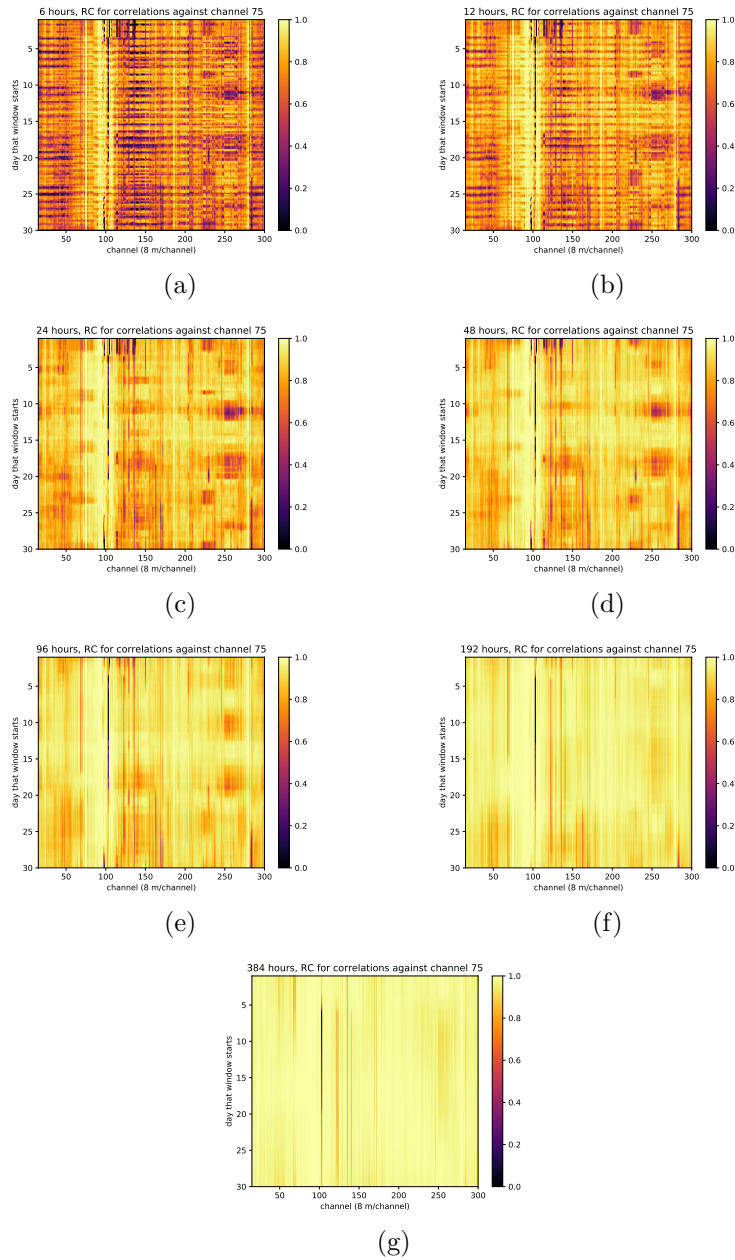 6 hours, RC for correlations against channel 75
day that window starts
5
10
15
20
25
30
50 100 150 200 250 300
channel (8 m/channel)
1.0
0.8
0.6
0.4
0.2
0.0
(a)
12 hours, RC for correlations against channel 75
day that window starts
5
10
15
20
25
30
50 100 150 200 250 300
channel (8 m/channel)
1.0
0.8
0.6
0.4
0.2
0.0
(b)
24 hours, RC for correlations against channel 75
day that window starts
5
10
15
20
25
30
50 100 150 200 250 300
channel (8 m/channel)
1.0
0.8
0.6
0.4
0.2
0.0
(c)
48 hours, RC for correlations against channel 75
day that window starts
5
10
15
20
25
30
50 100 150 200 250 300
channel (8 m/channel)
1.0
0.8
0.6
0.4
0.2
0.0
(d)
96 hours, RC for correlations against channel 75
day that window starts
5
10
15
20
25
30
50 100 150 200 250 300
channel (8 m/channel)
1.0
0.8
0.6
0.4
0.2
0.0
(e)
192 hours, RC for correlations against channel 75
day that window starts
5
10
15
20
25
30
50 100 150 200 250 300
channel (8 m/channel)
1.0
0.8
0.6
0.4
0.2
0.0
(f)
384 hours, RC for correlations against channel 75
day that window starts
5
10
15
20
25
30
50 100 150 200 250 300
channel (8 m/channel)
1.0
0.8
0.6
0.4
0.2
0.0
(g)